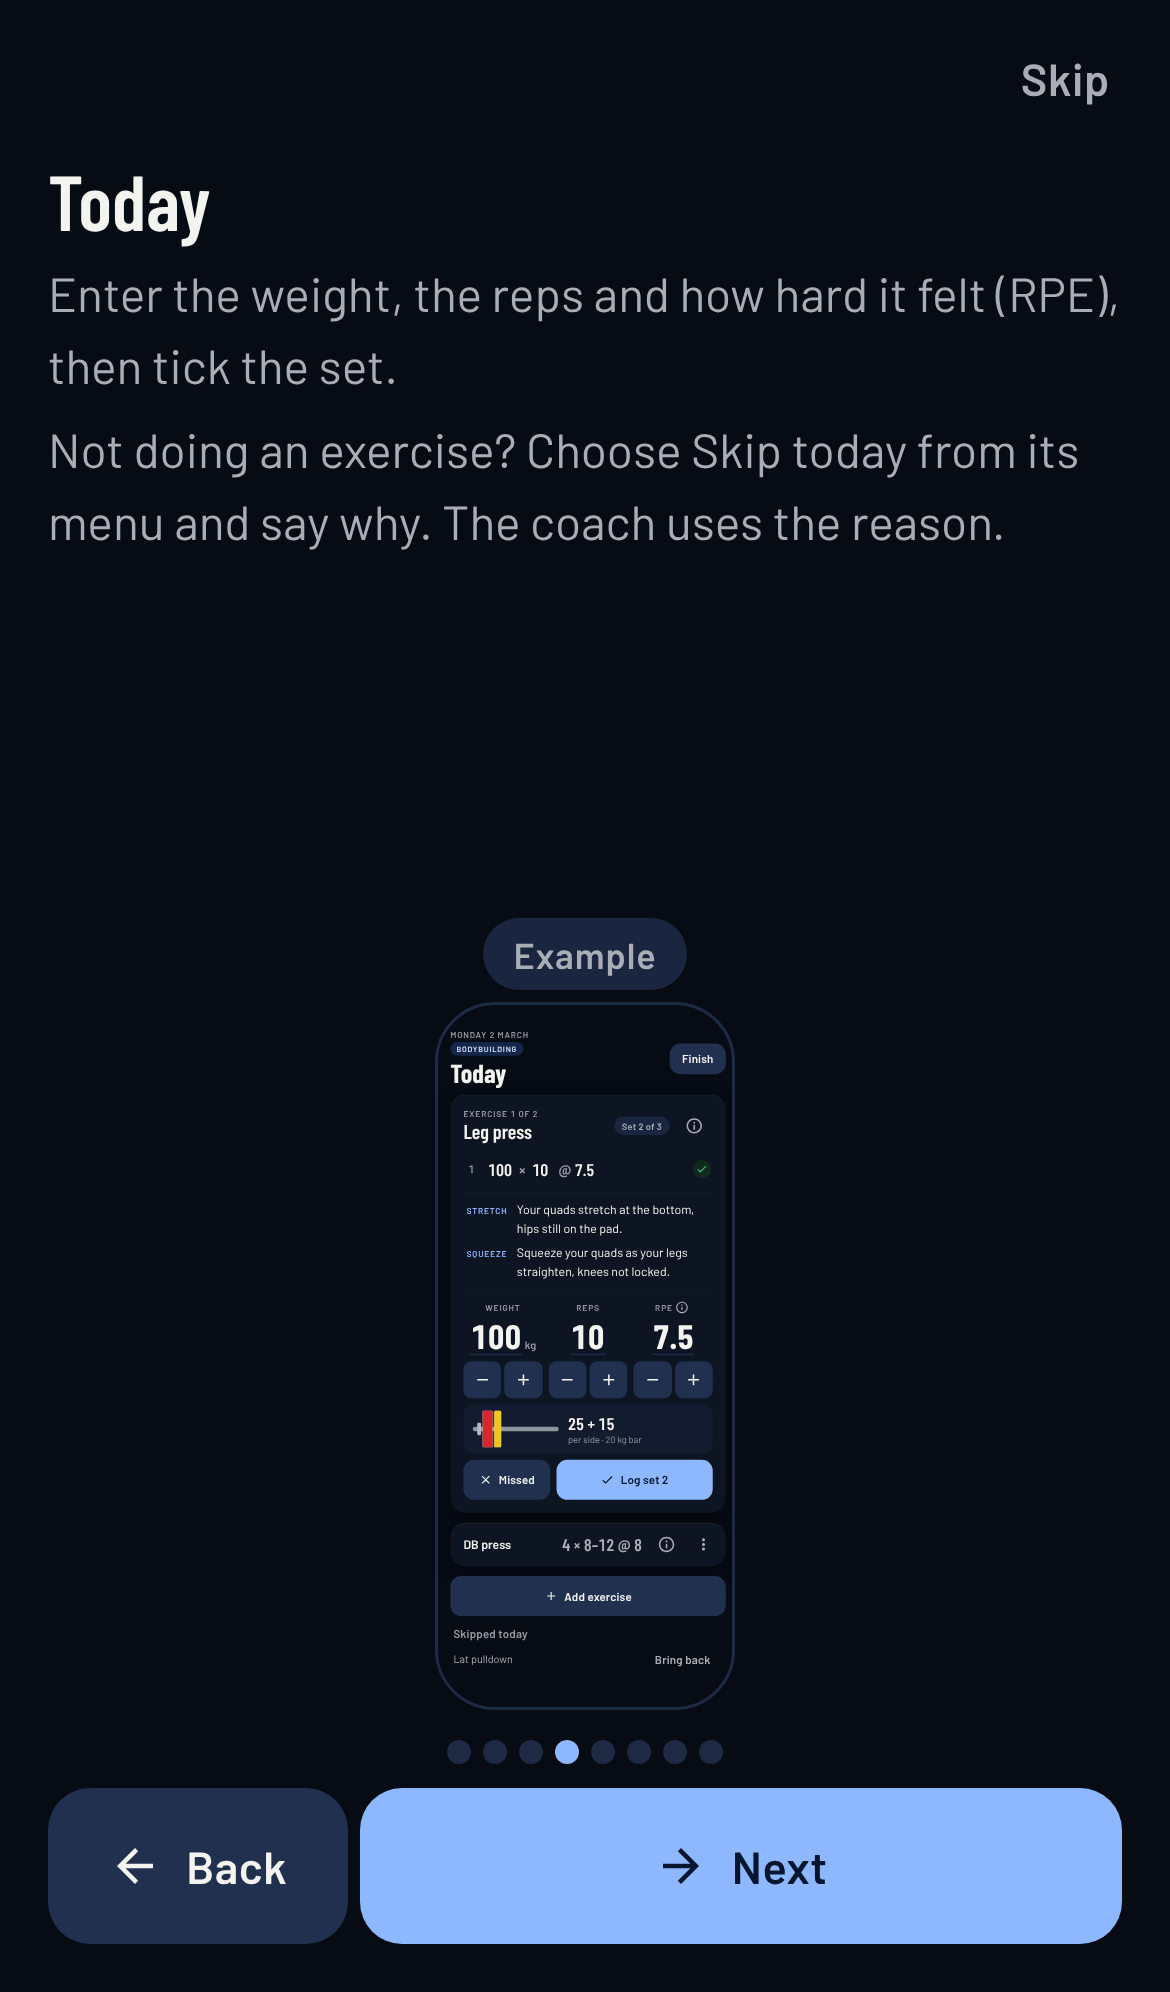 Skip
Today
Enter the weight, the reps and how hard it felt (RPE),
then tick the set.
Not doing an exercise? Choose Skip today from its
menu and say why. The coach uses the reason.
Example
MONDAY 2 MARCH
BODYBUILDING
Today
Finish
EXERCISE 1 OF 2
Leg press
Set 2 of 3
1 100 × 10 @ 7.5
STRETCH Your quads stretch at the bottom,
hips still on the pad.
SQUEEZE Squeeze your quads as your legs
straighten, knees not locked.
WEIGHT REPS RPE
100 kg 10 7.5
− + − + − +
25 + 15
per side · 20 kg bar
Missed Log set 2
DB press 4 × 8–12 @ 8
+ Add exercise
Skipped today
Lat pulldown Bring back
Back Next